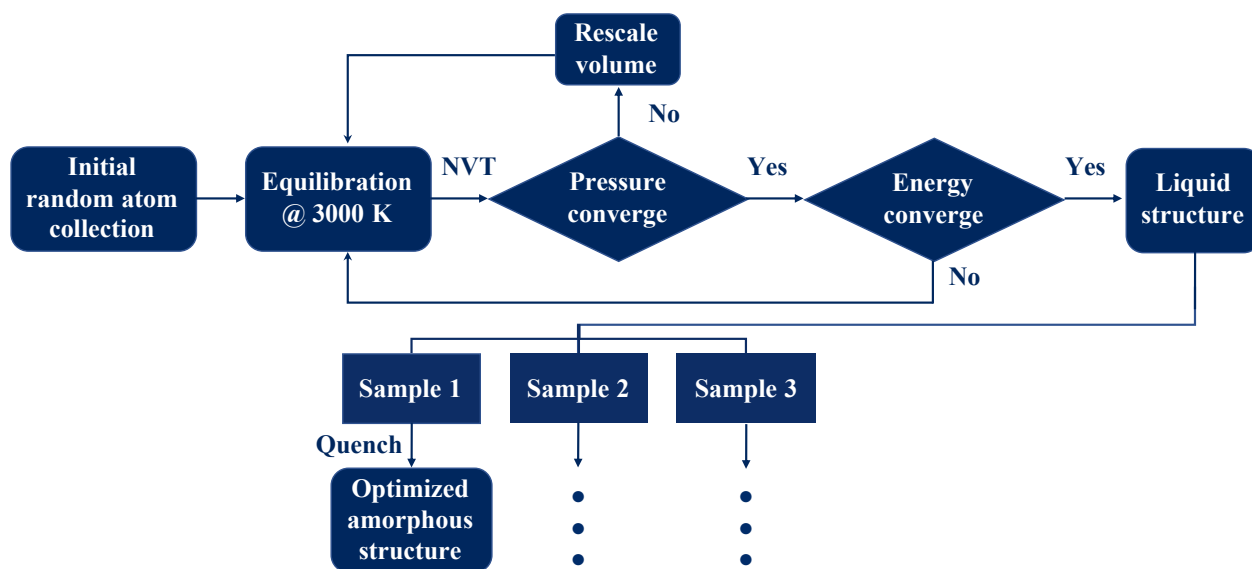 Rescale
volume
No
Initial
random atom
collection
Equilibration
@ 3000 K
NVT
Pressure
converge
Yes
Energy
converge
Yes
Liquid
structure
No
Sample 1
Sample 2
Sample 3
Quench
Optimized
amorphous
structure